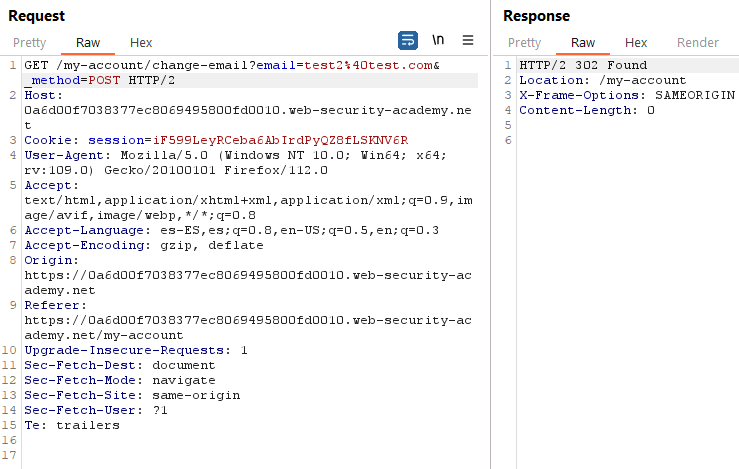 Request
Response
Pretty Raw Hex
\n
Pretty Raw Hex Render
1 GET /my-account/change-email?email=test2%40test.com&
_method=POST HTTP/2
2 Host:
0a6d00f7038377ec8069495800fd0010.web-security-academy.ne
t
3 Cookie: session=iF599LeyRCeba6AbIrdPyQZ8fLSKNV6R
4 User-Agent: Mozilla/5.0 (Windows NT 10.0; Win64; x64;
rv:109.0) Gecko/20100101 Firefox/112.0
5 Accept:
text/html,application/xhtml+xml,application/xml;q=0.9,im
age/avif,image/webp,*/*;q=0.8
6 Accept-Language: es-ES,es;q=0.8,en-US;q=0.5,en;q=0.3
7 Accept-Encoding: gzip, deflate
8 Origin:
https://0a6d00f7038377ec8069495800fd0010.web-security-ac
ademy.net
9 Referer:
https://0a6d00f7038377ec8069495800fd0010.web-security-ac
ademy.net/my-account
10 Upgrade-Insecure-Requests: 1
11 Sec-Fetch-Dest: document
12 Sec-Fetch-Mode: navigate
13 Sec-Fetch-Site: same-origin
14 Sec-Fetch-User: ?1
15 Te: trailers
16
17
1 HTTP/2 302 Found
2 Location: /my-account
3 X-Frame-Options: SAMEORIGIN
4 Content-Length: 0
5
6